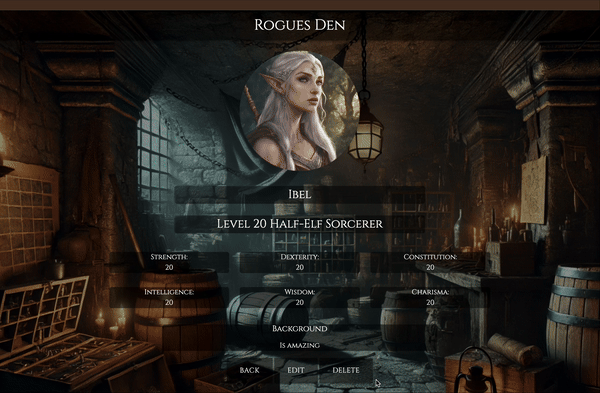 Rogues Den
Ibel
Level 20 Half-Elf Sorcerer
Strength: Dexterity: Constitution:
20 20 20
Intelligence: Wisdom: Charisma:
20 20 20
Background
Is amazing
BACK EDIT DELETE